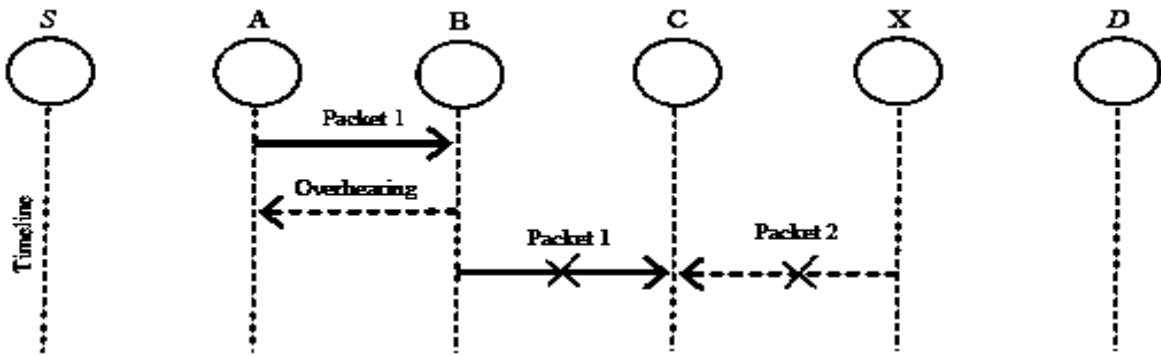 S A B C X D
Packet 1
Overhearing
Packet 1 Packet 2
Timeline